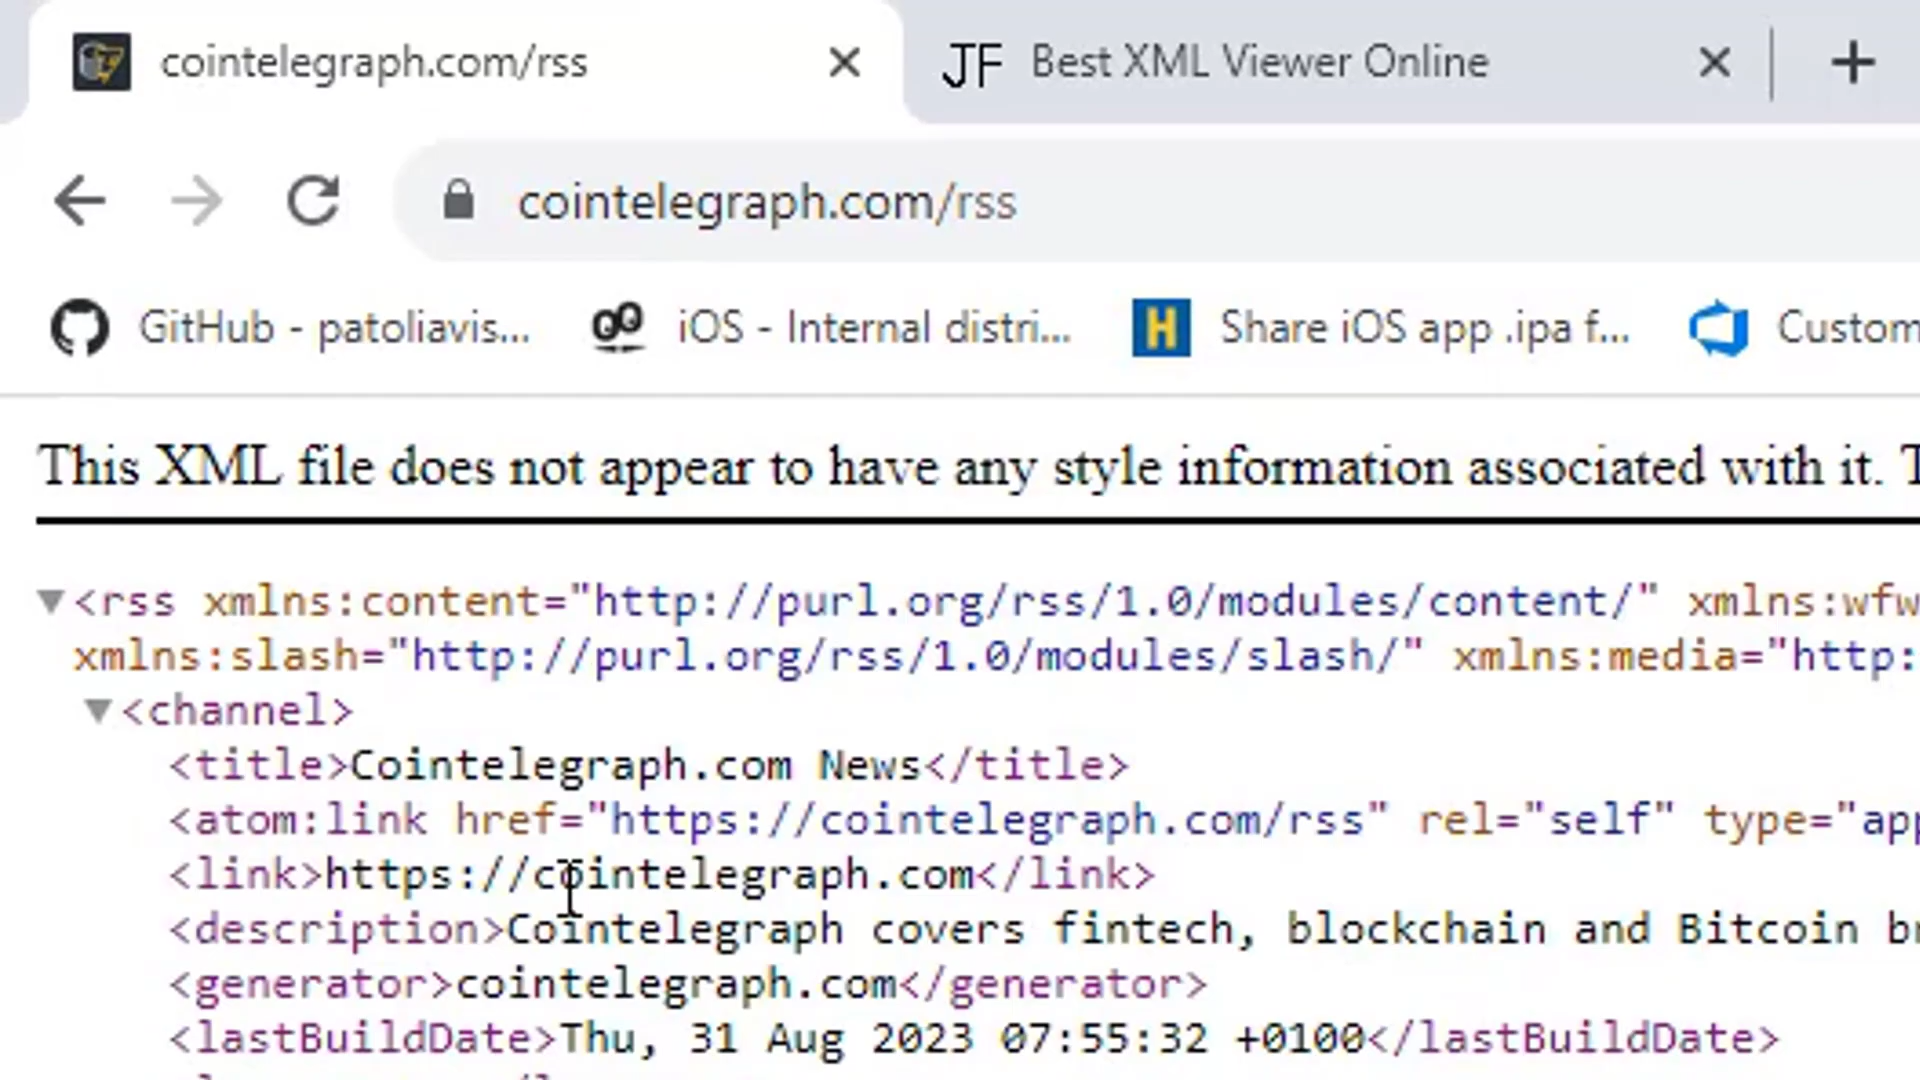 cointelegraph.com/rss
JF Best XML Viewer Online
cointelegraph.com/rss
GitHub - patoliavis... iOS - Internal distri... H Share iOS app .ipa f... Custom
This XML file does not appear to have any style information associated with it. T
<rss xmlns:content="http://purl.org/rss/1.0/modules/content/" xmlns:wfw
xmlns:slash="http://purl.org/rss/1.0/modules/slash/" xmlns:media="http:
<channel>
<title>Cointelegraph.com News</title>
<atom:link href="https://cointelegraph.com/rss" rel="self" type="app
<link>https://cointelegraph.com</link>
<description>Cointelegraph covers fintech, blockchain and Bitcoin br
<generator>cointelegraph.com</generator>
<lastBuildDate>Thu, 31 Aug 2023 07:55:32 +0100</lastBuildDate>